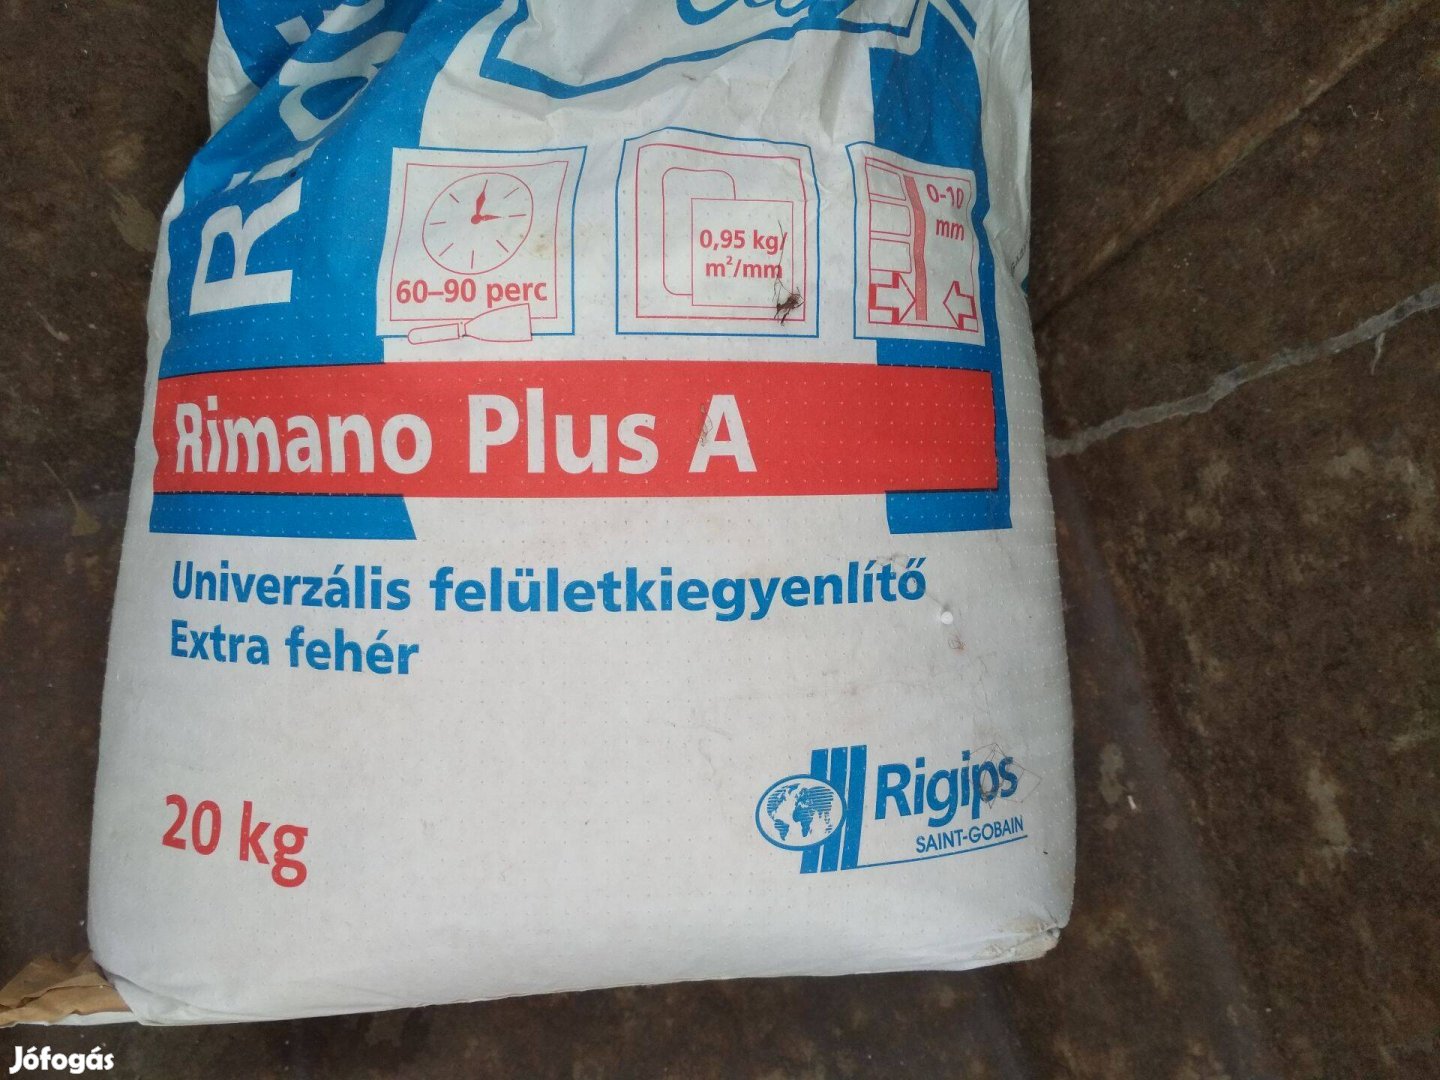 60–90 perc
0,95 kg/
m²/mm
0-10
mm
Rimano Plus A
Univerzális felületkiegyenlítő
Extra fehér
20 kg
Rigips
SAINT-GOBAIN
Jófogás